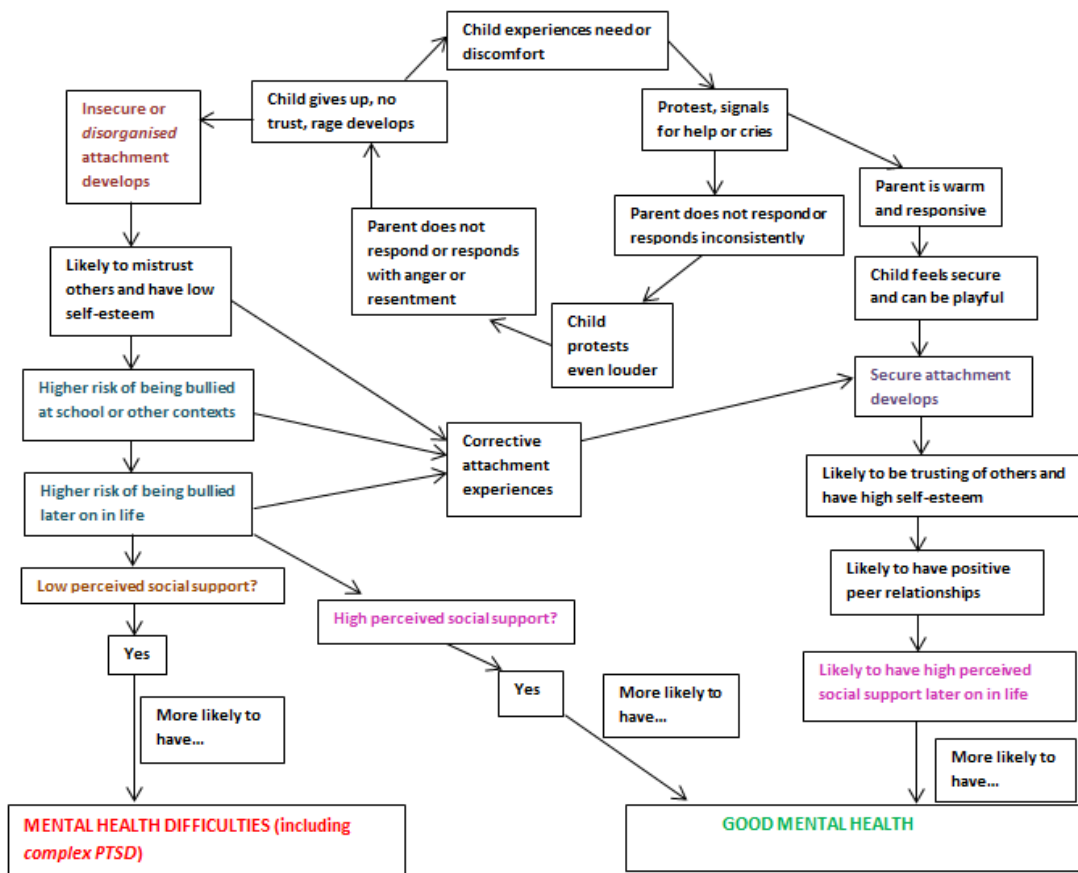 Child experiences need or
discomfort
Child gives up, no
trust, rage develops
Insecure or
disorganised
attachment
develops
Protest, signals
for help or cries
Parent is warm
and responsive
Parent does not respond or
responds inconsistently
Parent does not
respond or responds
with anger or
resentment
Likely to mistrust
others and have low
self-esteem
Child feels secure
and can be playful
Child
protests
even louder
Higher risk of being bullied
at school or other contexts
Secure attachment
develops
Corrective
attachment
experiences
Higher risk of being bullied
later on in life
Likely to be trusting of others and
have high self-esteem
Low perceived social support?
High perceived social support?
Likely to have positive
peer relationships
Yes
Yes
Likely to have high perceived
social support later on in life
More likely to
have...
More likely to
have...
More likely to
have...
MENTAL HEALTH DIFFICULTIES (including
complex PTSD)
GOOD MENTAL HEALTH